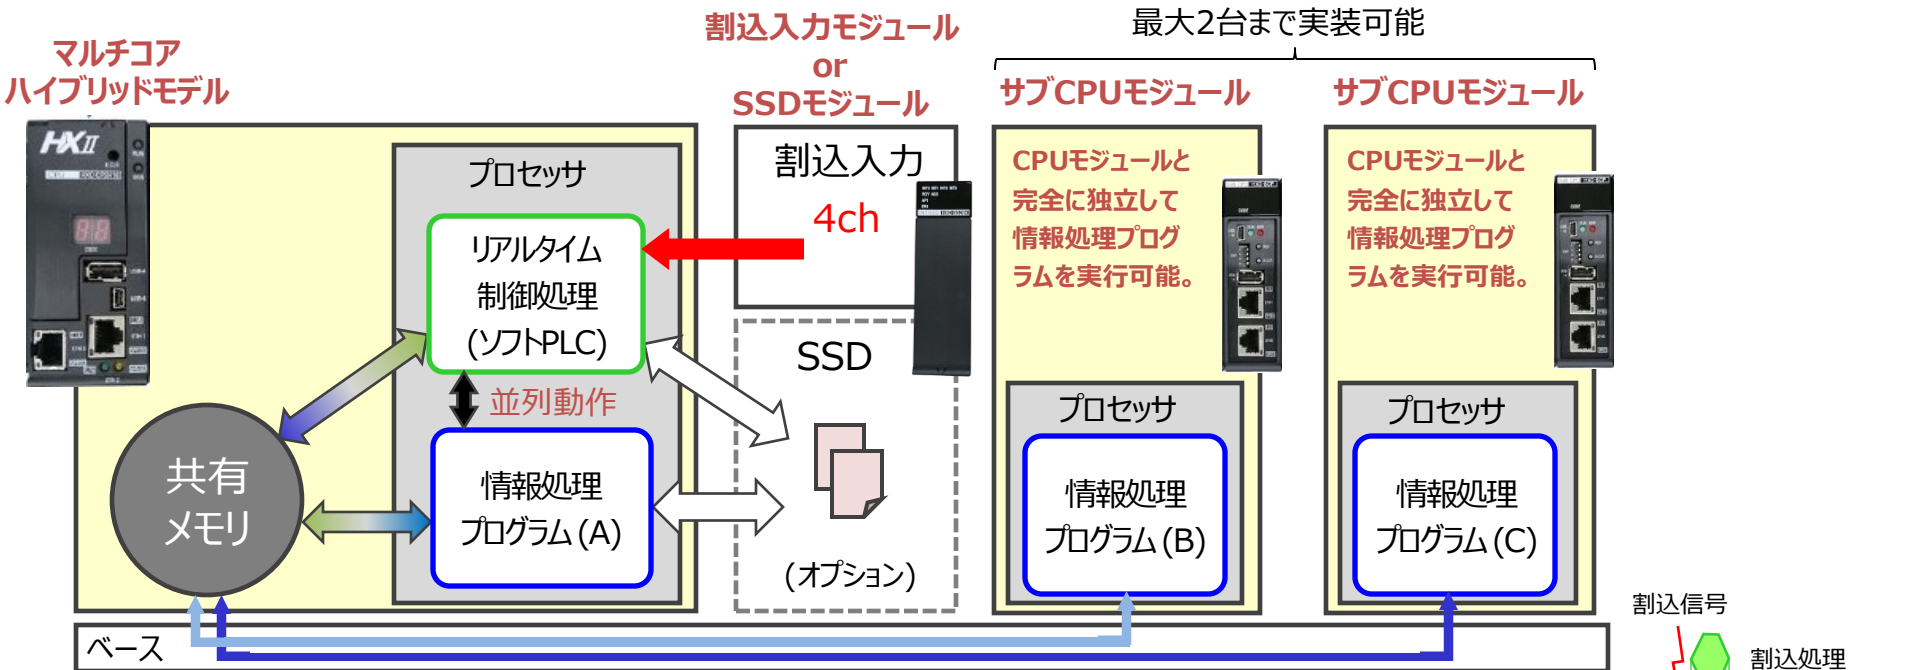 最大2台まで実装可能
マルチコア
ハイブリッドモデル
割込入力モジュール
or
SSDモジュール
サブCPUモジュール
サブCPUモジュール
HXII
プロセッサ
リアルタイム
制御処理
(ソフトPLC)
並列動作
情報処理
プログラム(A)
共有
メモリ
割込入力
4ch
SSD
(オプション)
CPUモジュールと
完全に独立して
情報処理プログ
ラムを実行可能。
プロセッサ
情報処理
プログラム(B)
CPUモジュールと
完全に独立して
情報処理プログ
ラムを実行可能。
プロセッサ
情報処理
プログラム(C)
ベース
割込信号
割込処理